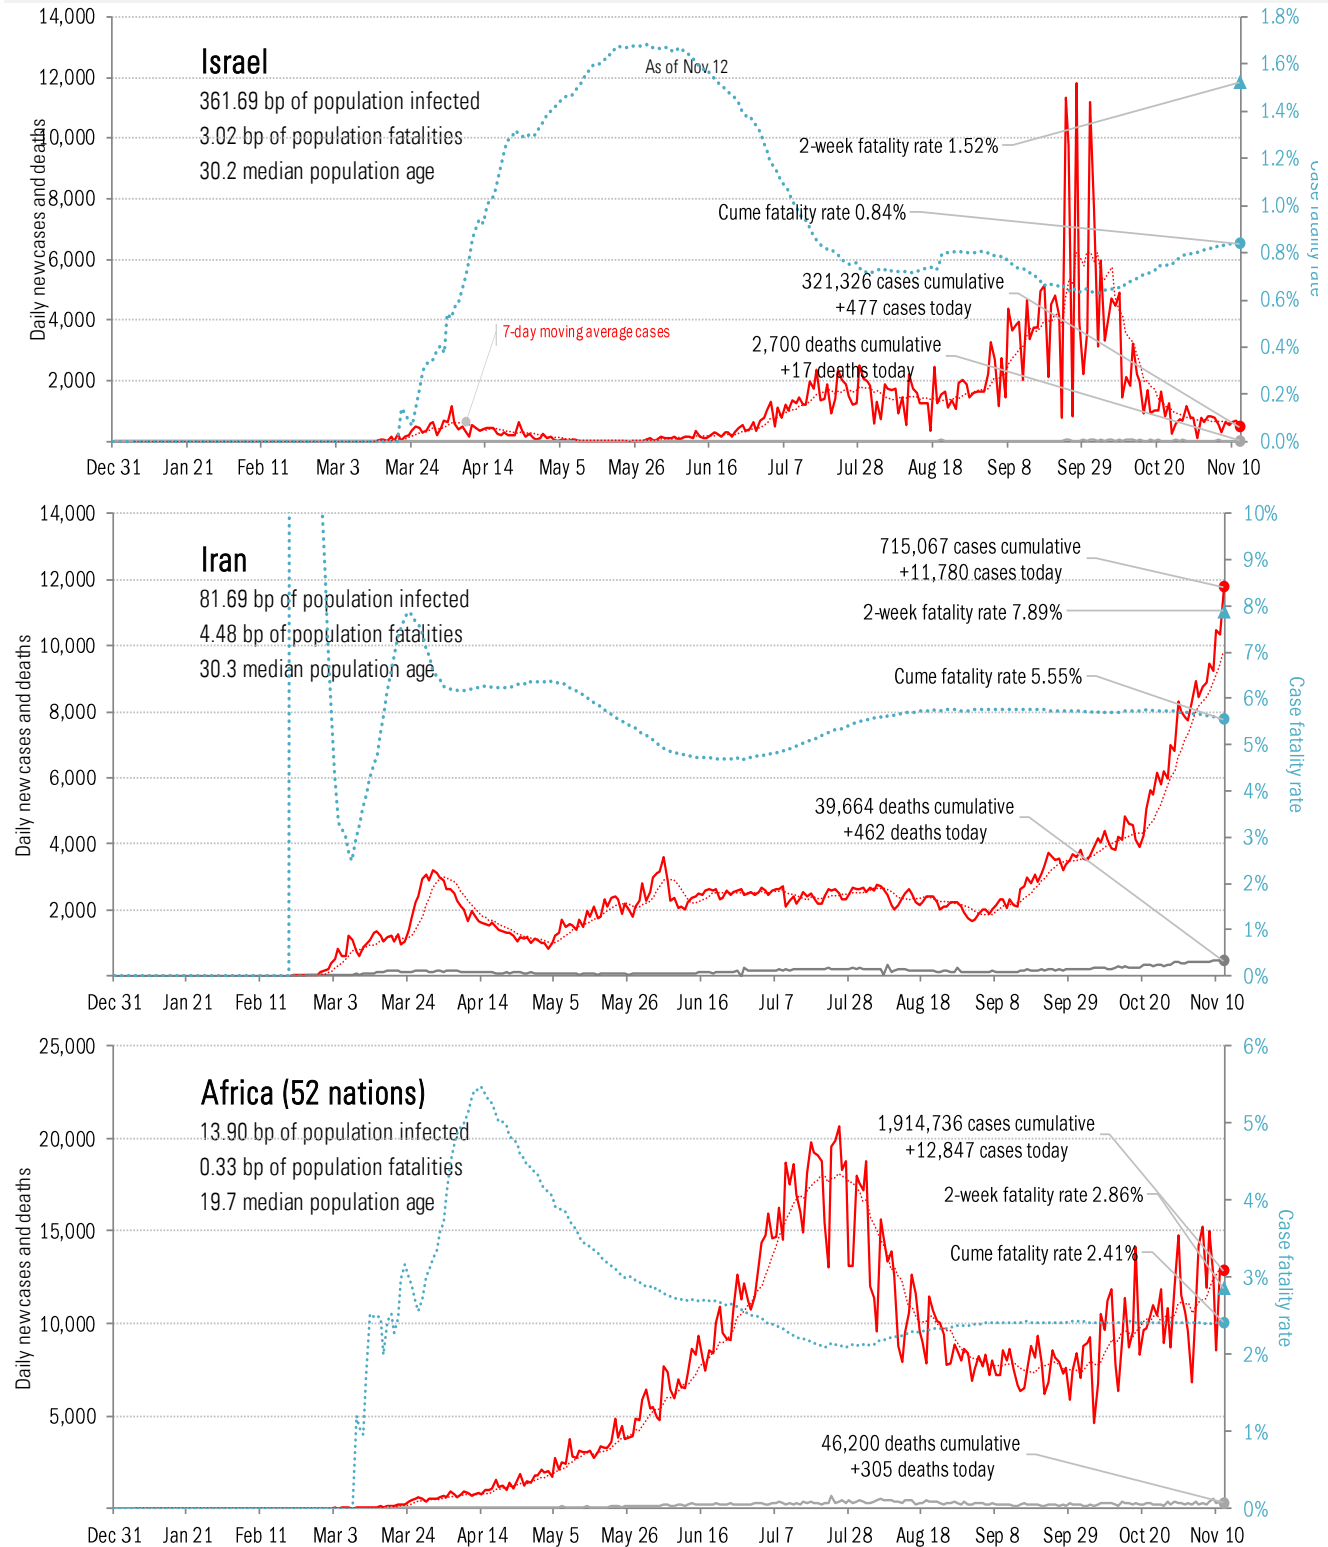 14,000
12,000
10,000
8,000
6,000
4,000
2,000
Daily new cases and deaths
Israel
361.69 bp of population infected
3.02 bp of population fatalities
30.2 median population age
As of Nov 12
2-week fatality rate 1.52%
Cume fatality rate 0.84%
321,326 cases cumulative
+477 cases today
2,700 deaths cumulative
+17 deaths today
7-day moving average cases
1.8%
1.6%
1.4%
1.2%
1.0%
0.8%
0.6%
0.4%
0.2%
0.0%
Case fatality rate
Dec 31 Jan 21 Feb 11 Mar 3 Mar 24 Apr 14 May 5 May 26 Jun 16 Jul 7 Jul 28 Aug 18 Sep 8 Sep 29 Oct 20 Nov 10
14,000
12,000
10,000
8,000
6,000
4,000
2,000
Daily new cases and deaths
Iran
81.69 bp of population infected
4.48 bp of population fatalities
30.3 median population age
715,067 cases cumulative
+11,780 cases today
2-week fatality rate 7.89%
Cume fatality rate 5.55%
39,664 deaths cumulative
+462 deaths today
10%
9%
8%
7%
6%
5%
4%
3%
2%
1%
0%
Case fatality rate
Dec 31 Jan 21 Feb 11 Mar 3 Mar 24 Apr 14 May 5 May 26 Jun 16 Jul 7 Jul 28 Aug 18 Sep 8 Sep 29 Oct 20 Nov 10
25,000
20,000
15,000
10,000
5,000
Daily new cases and deaths
Africa (52 nations)
13.90 bp of population infected
0.33 bp of population fatalities
19.7 median population age
1,914,736 cases cumulative
+12,847 cases today
2-week fatality rate 2.86%
Cume fatality rate 2.41%
46,200 deaths cumulative
+305 deaths today
6%
5%
4%
3%
2%
1%
0%
Case fatality rate
Dec 31 Jan 21 Feb 11 Mar 3 Mar 24 Apr 14 May 5 May 26 Jun 16 Jul 7 Jul 28 Aug 18 Sep 8 Sep 29 Oct 20 Nov 10